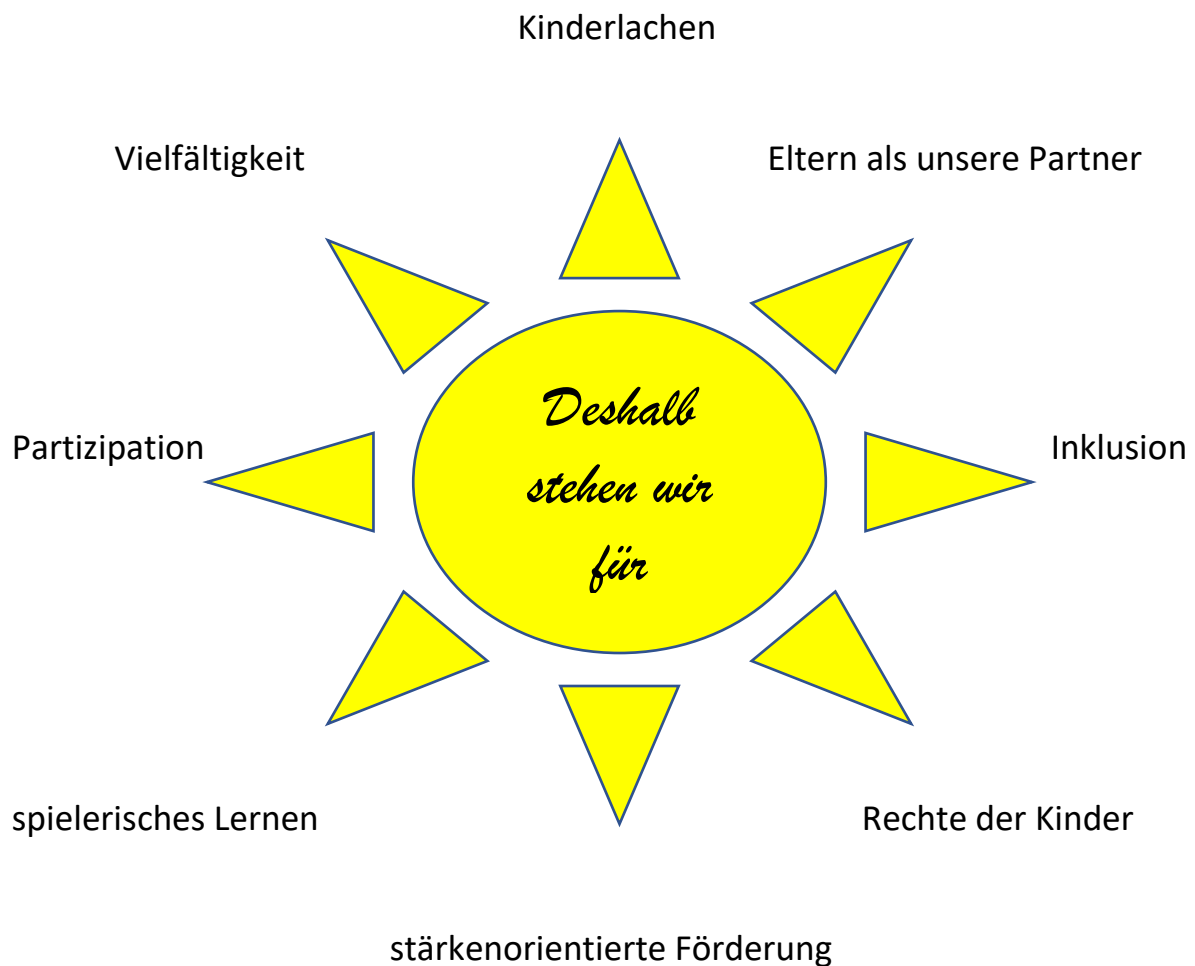 Kinderlachen
Vielfältigkeit
Eltern als unsere Partner
Deshalb
stehen wir
für
Partizipation
Inklusion
spielerisches Lernen
Rechte der Kinder
stärkenorientierte Förderung